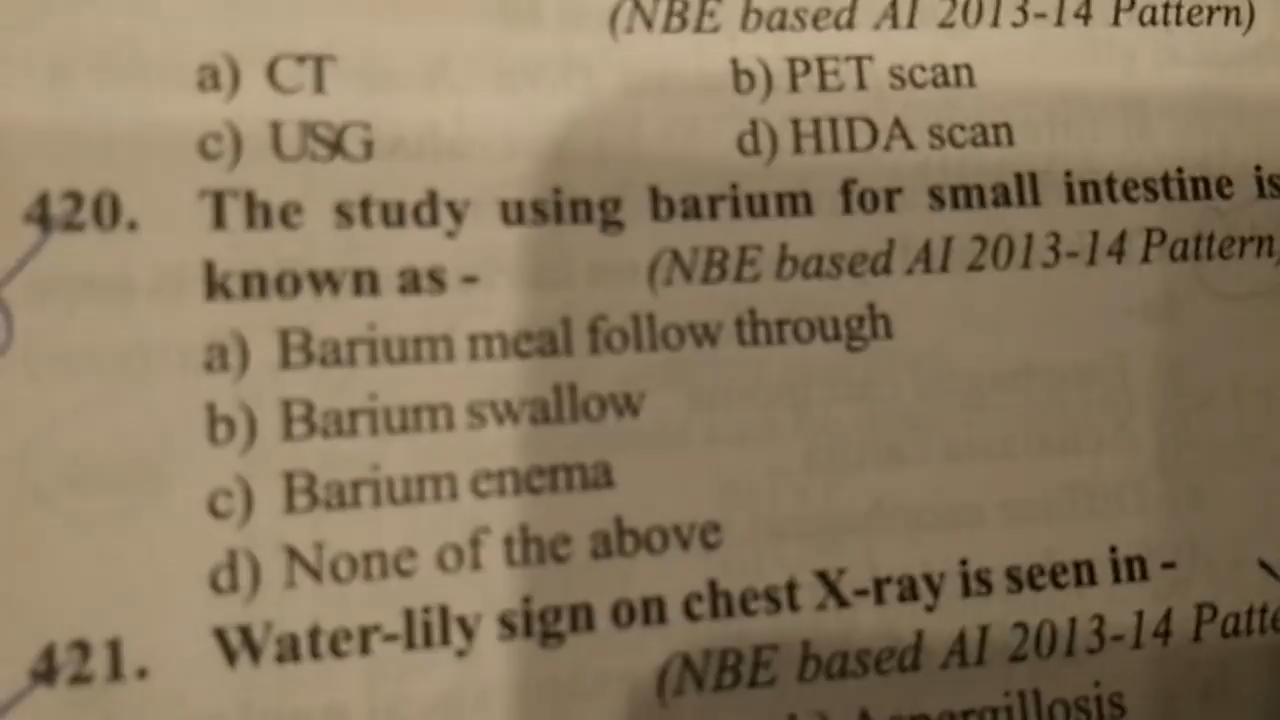 (NBE based AI 2013-14 Pattern)
a) CT b) PET scan
c) USG d) HIDA scan
420. The study using barium for small intestine is
known as - (NBE based AI 2013-14 Pattern)
a) Barium meal follow through
b) Barium swallow
c) Barium enema
d) None of the above
421. Water-lily sign on chest X-ray is seen in -
(NBE based AI 2013-14 Patte
Aspergillosis